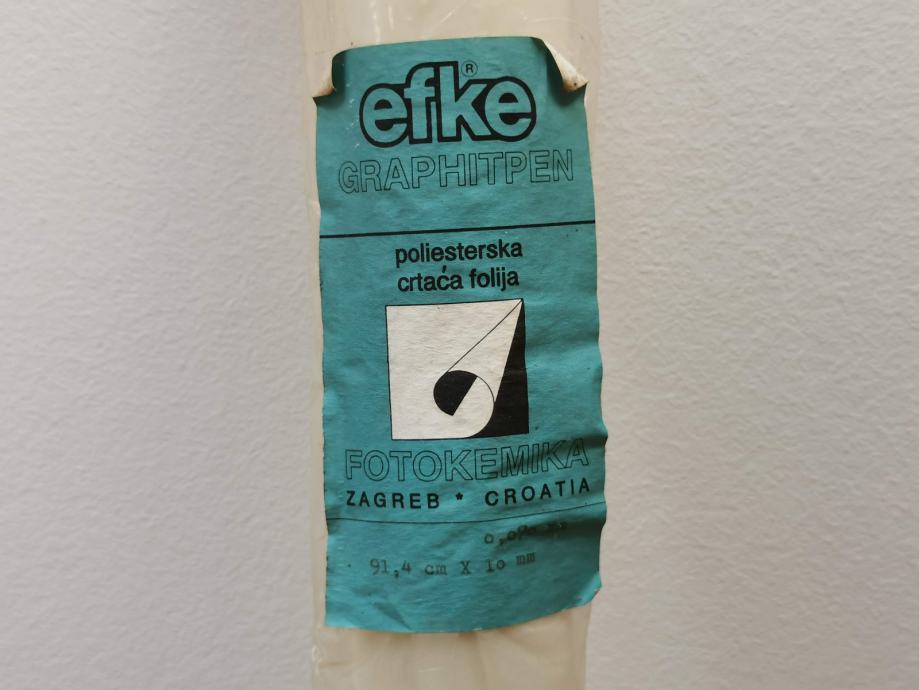 efke®
GRAPHITPEN
poliesterska
crtaća folija
FOTOKEMIKA
ZAGREB * CROATIA
91,4 cm X 10 mm